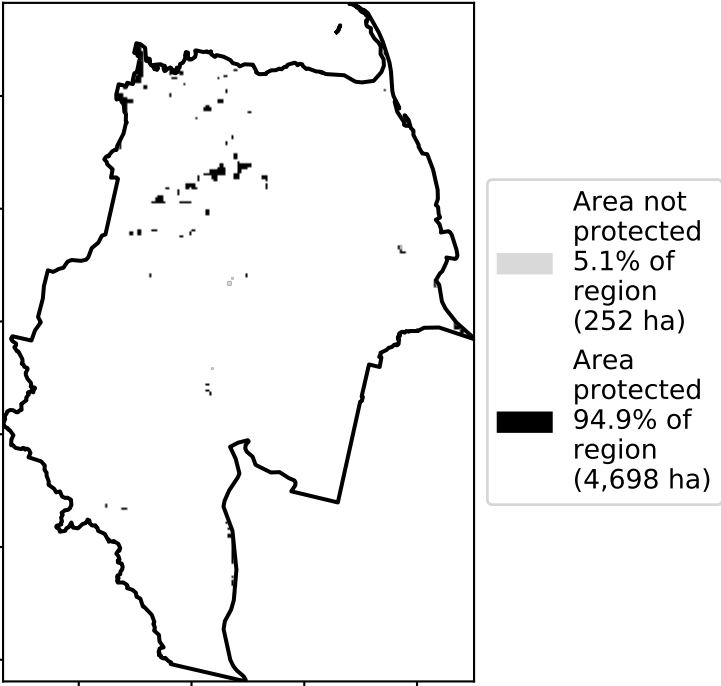 Area not
protected
5.1% of
region
(252 ha)
Area
protected
94.9% of
region
(4,698 ha)